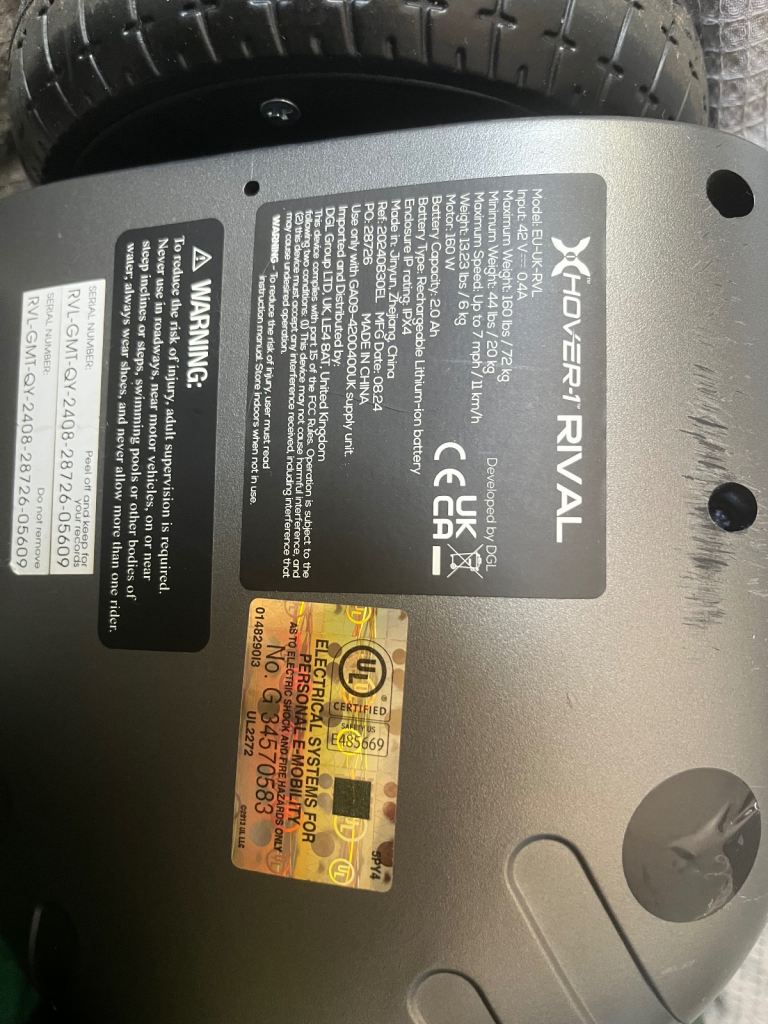 HOVER-1™ RIVAL
Developed by DGL
Model: EU-UK-RVL
Input: 42 V⎓ 0.4A
Maximum Weight: 160 lbs / 72 kg
Minimum Weight: 44 lbs / 20 kg
Maximum Speed: Up to 7 mph / 11 km/h
Weight: 13.23 lbs / 6 kg
Motor: 160 W
Battery Capacity: 2.0 Ah
Battery Type: Rechargeable Lithium-ion battery
Enclosure IP rating: IPX4
Made in: Jinyun, Zhejiang, China
Ref: 20240830EL MFG Date: 08.24
PO: 28726 MADE IN CHINA
Use only with GA09-4200400UK supply unit.
Imported and Distributed by:
DGL Group LTD, UK, LE4 8AT, United Kingdom
This device complies with part 15 of the FCC Rules. Operation is subject to the
following two conditions: (1) This device may not cause harmful interference, and
(2) this device must accept any interference received, including interference that
may cause undesired operation.
WARNING - To reduce the risk of injury, user must read
instruction manual. Store indoors when not in use.
CE
UK
CA
WARNING:
To reduce the risk of injury, adult supervision is required.
Never use in roadways, near motor vehicles, on or near
steep inclines or steps, swimming pools or other bodies of
water; always wear shoes, and never allow more than one rider.
SERIAL NUMBER: Peel off and keep for
your records
RVL-GMT-QY-2408-28726-05609
SERIAL NUMBER: Do not remove
RVL-GMT-QY-2408-28726-05609
UL
CERTIFIED
SAFETY US
E485669
5PY4
ELECTRICAL SYSTEMS FOR
PERSONAL E-MOBILITY
AS TO ELECTRIC SHOCK AND FIRE HAZARDS ONLY
No. G 34570583
UL2272
014829013
©2013 UL LLC